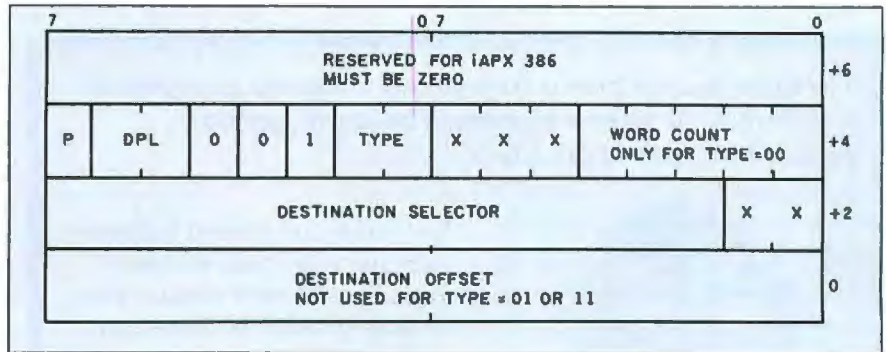 7 0 7 0
RESERVED FOR iAPX 386
MUST BE ZERO
+6
P DPL 0 0 1 TYPE X X X WORD COUNT
ONLY FOR TYPE=00
+4
DESTINATION SELECTOR X X +2
DESTINATION OFFSET
NOT USED FOR TYPE = 01 OR 11
0